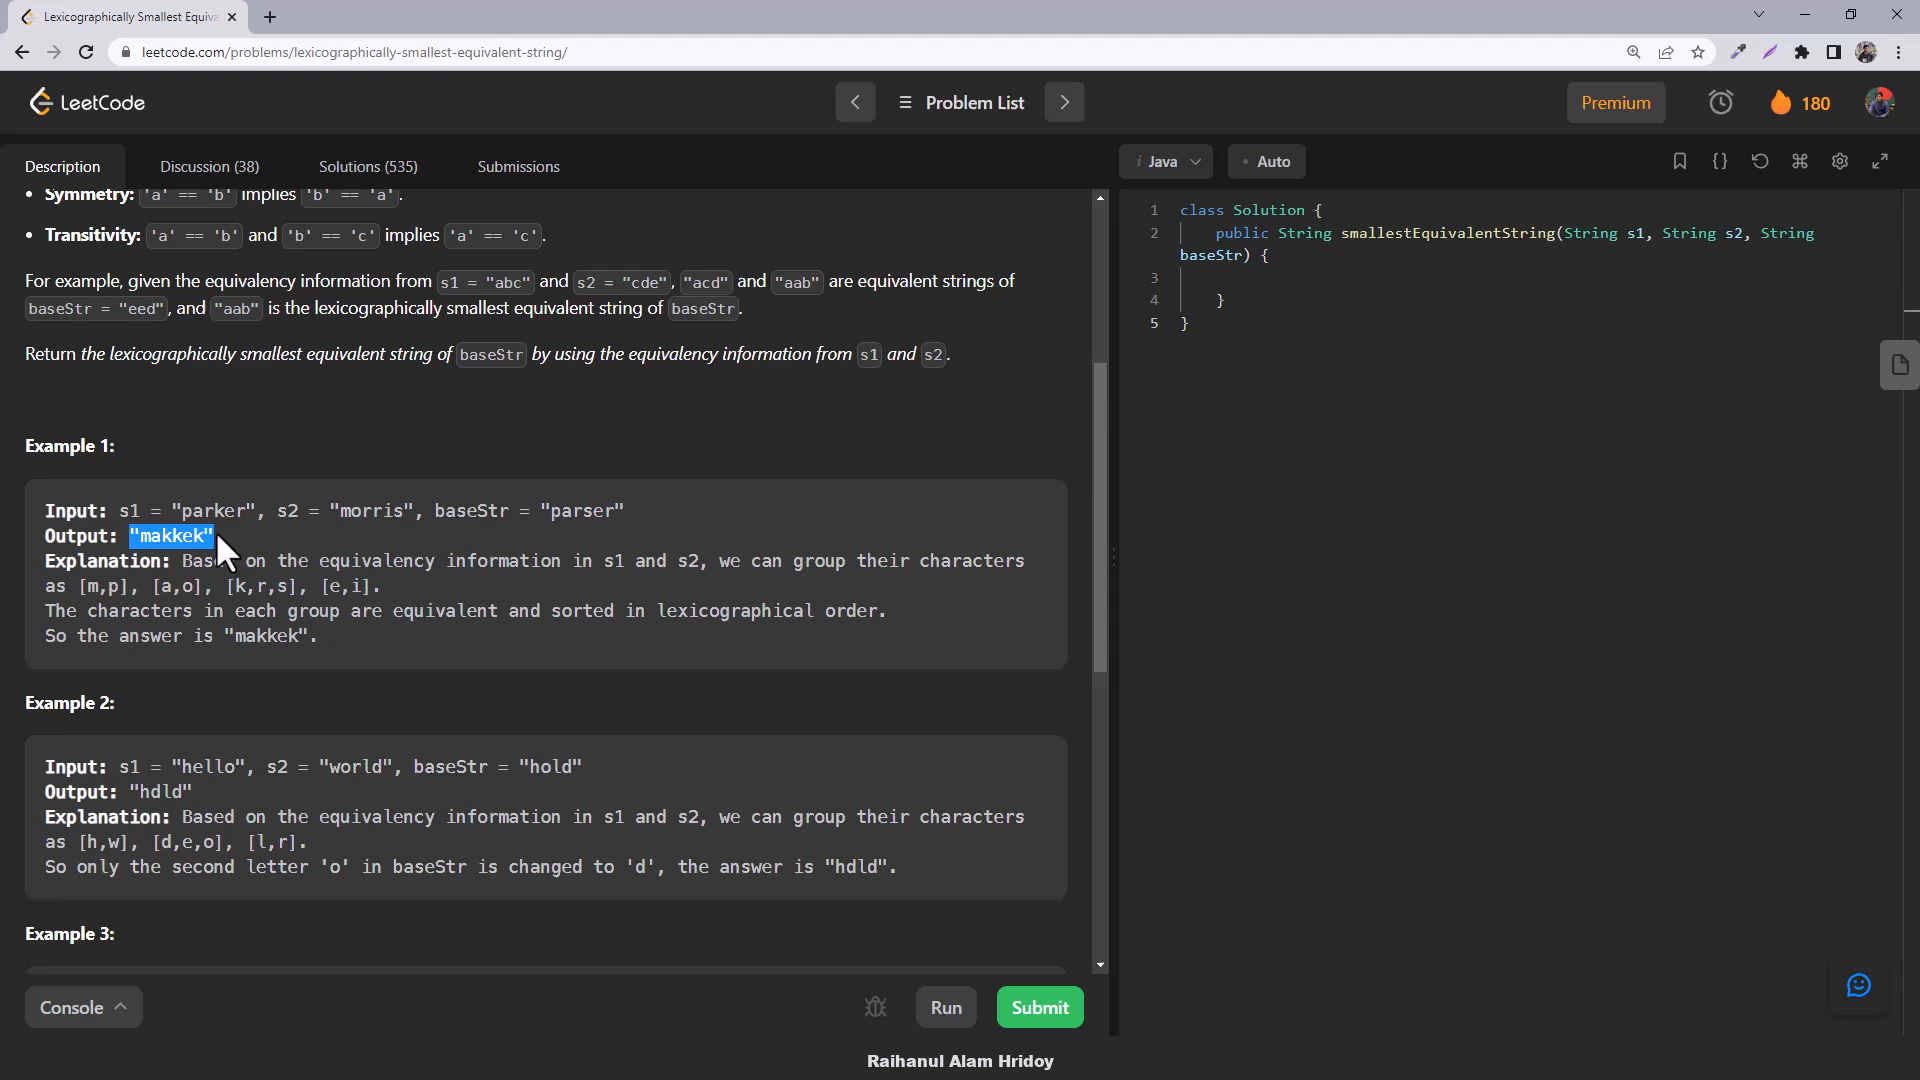 Lexicographically Smallest Equiva
leetcode.com/problems/lexicographically-smallest-equivalent-string/
LeetCode
Problem List
Premium
180
Description
Discussion (38)
Solutions (535)
Submissions
i Java
• Auto
• Symmetry: 'a' == 'b' implies 'b' == 'a'.
• Transitivity: 'a' == 'b' and 'b' == 'c' implies 'a' == 'c'.
For example, given the equivalency information from s1 = "abc" and s2 = "cde", "acd" and "aab" are equivalent strings of
baseStr = "eed", and "aab" is the lexicographically smallest equivalent string of baseStr.
Return the lexicographically smallest equivalent string of baseStr by using the equivalency information from s1 and s2.
Example 1:
Input: s1 = "parker", s2 = "morris", baseStr = "parser"
Output: "makkek"
Explanation: Based on the equivalency information in s1 and s2, we can group their characters
as [m,p], [a,o], [k,r,s], [e,i].
The characters in each group are equivalent and sorted in lexicographical order.
So the answer is "makkek".
Example 2:
Input: s1 = "hello", s2 = "world", baseStr = "hold"
Output: "hdld"
Explanation: Based on the equivalency information in s1 and s2, we can group their characters
as [h,w], [d,e,o], [l,r].
So only the second letter 'o' in baseStr is changed to 'd', the answer is "hdld".
Example 3:
1 class Solution {
2 public String smallestEquivalentString(String s1, String s2, String
baseStr) {
3
4 }
5 }
Console
Run
Submit
Raihanul Alam Hridoy